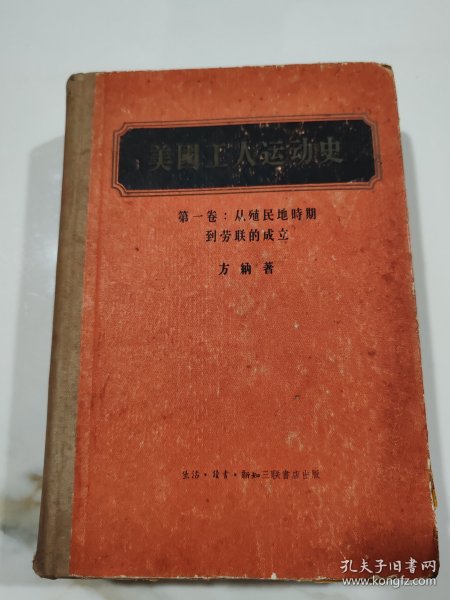 美國工人运动史
第一卷：从殖民地時期
到劳联的成立
方納著
生活·讀書·新知三联書店出版
孔夫子旧书网
www.kongfz.com